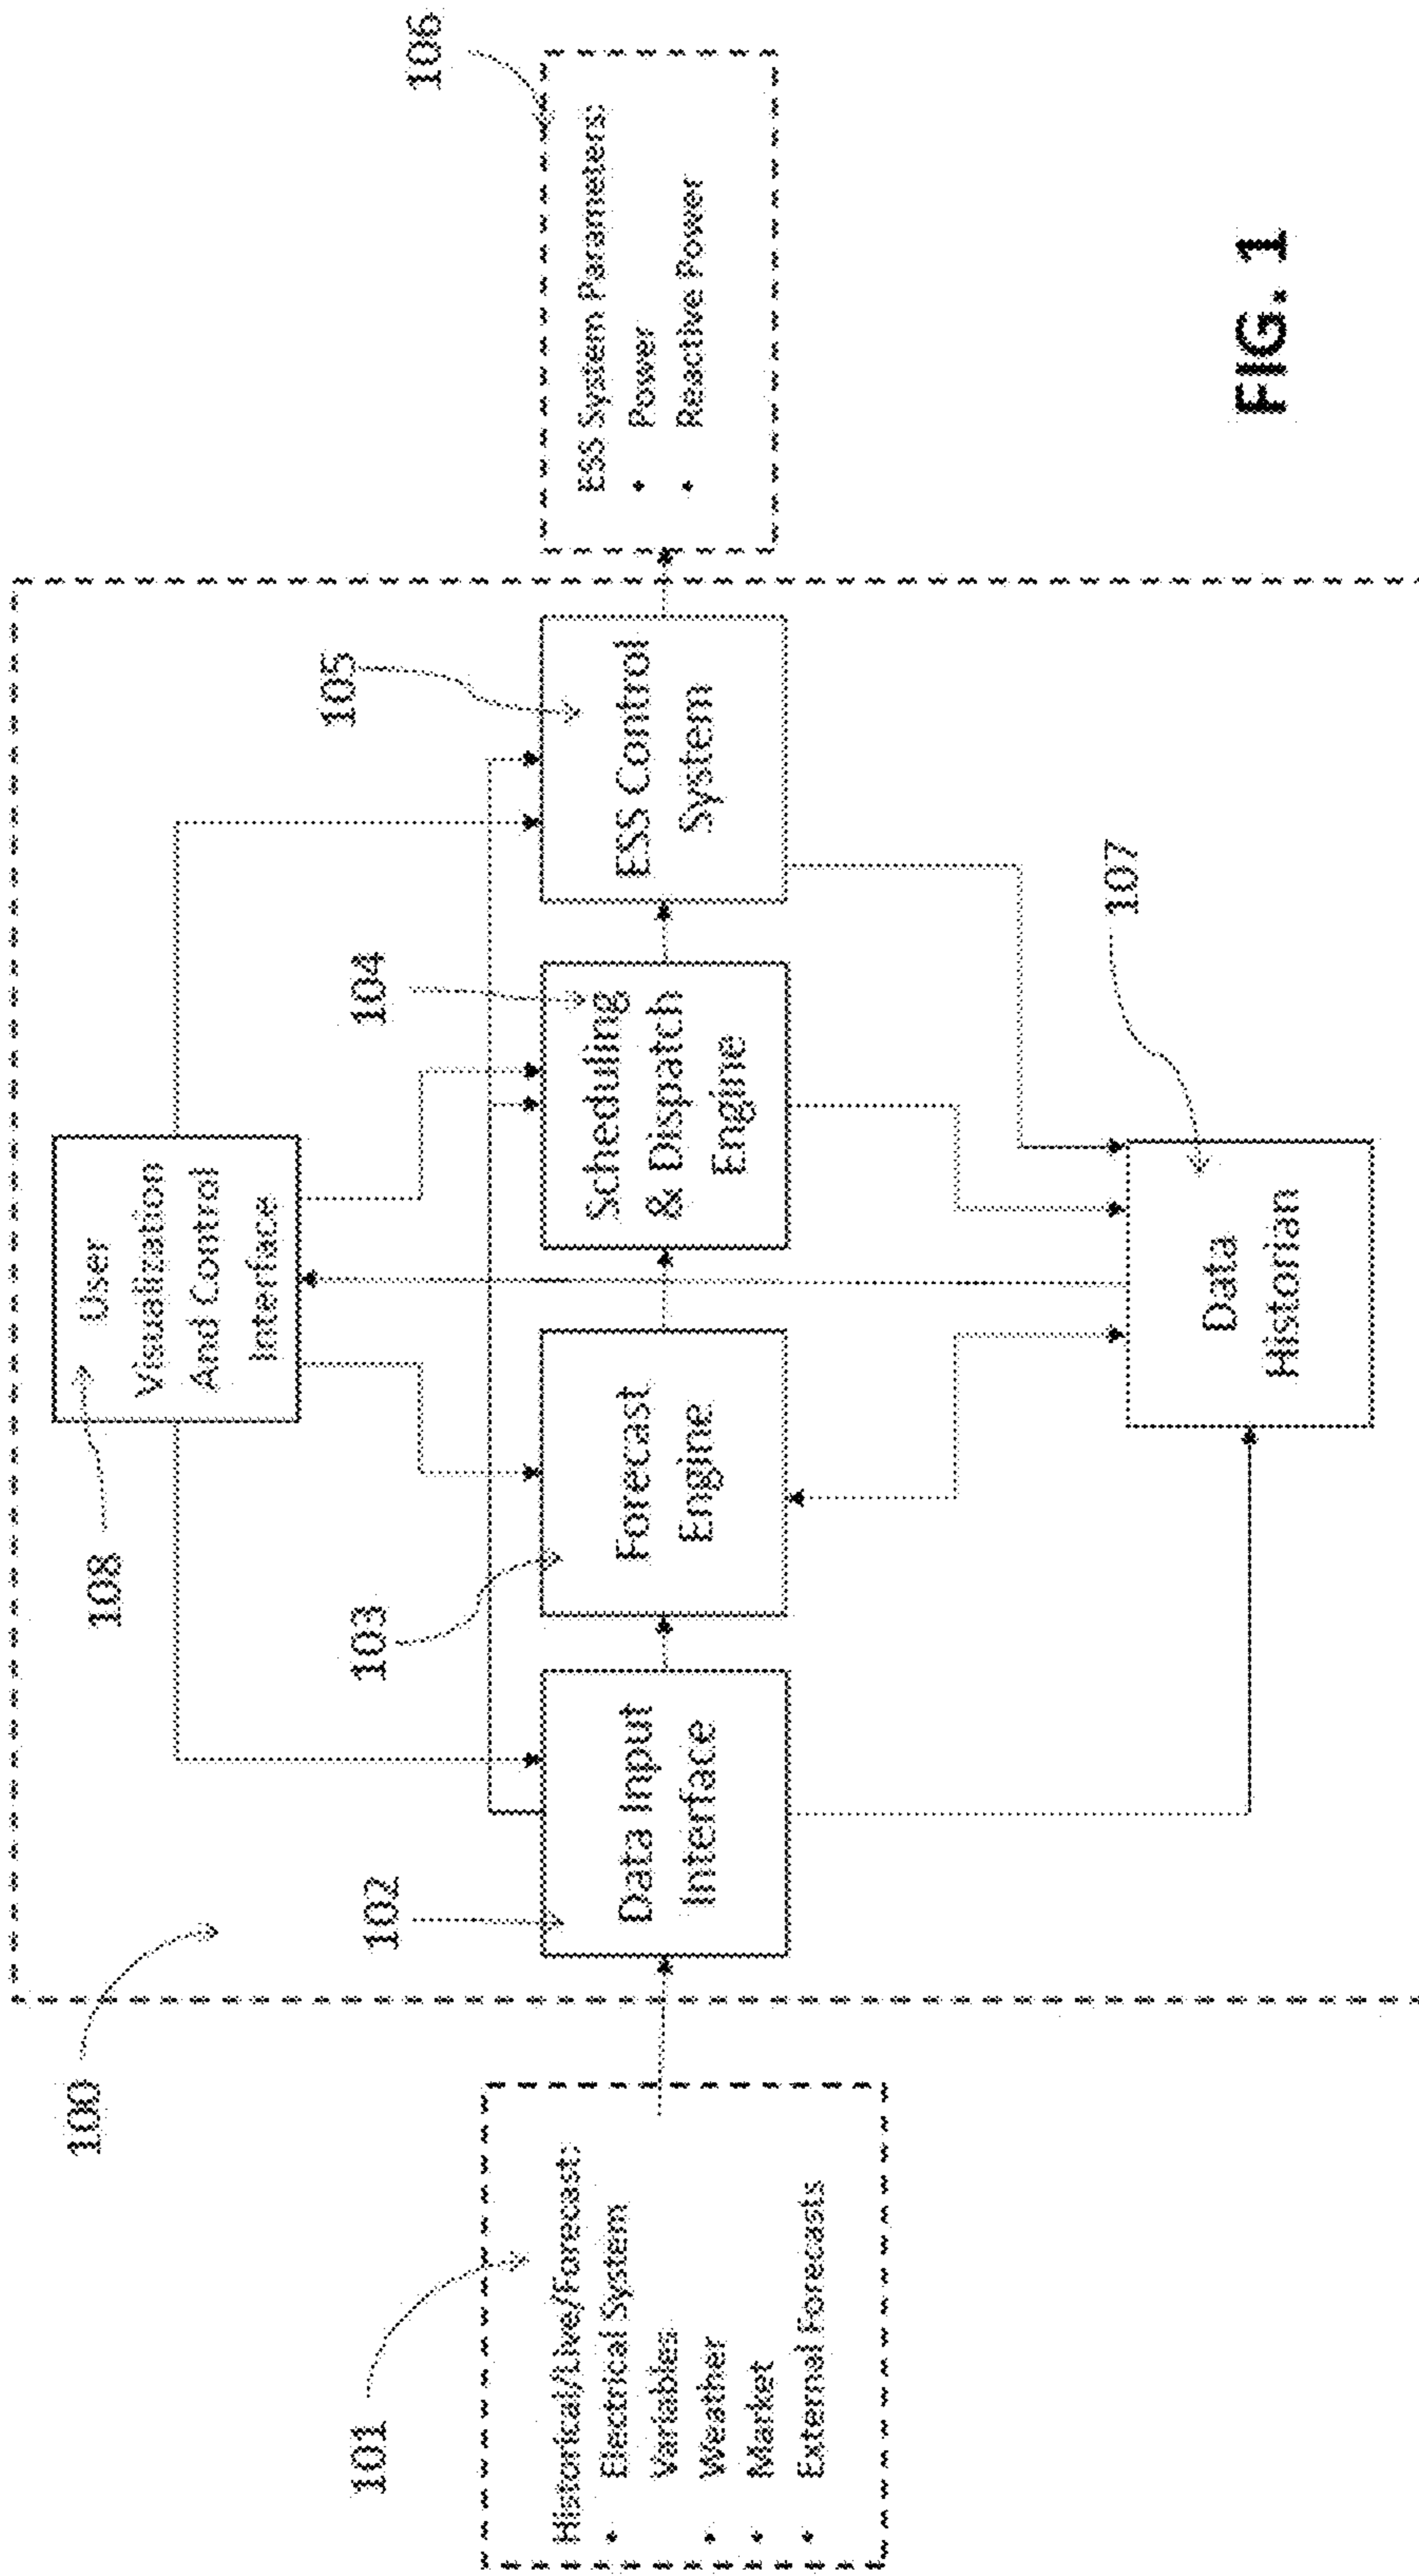 100
101
Historical/Live/Forecast:
• Electrical System
Variables
• Weather
• Market
• External Forecasts
102
Data Input
Interface
103
Forecast
Engine
104
Scheduling
& Dispatch
Engine
105
ESS Control
System
106
ESS System Parameters:
• Power
• Reactive Power
107
Data
Historian
108
User
Visualization
And Control
Interface
FIG. 1